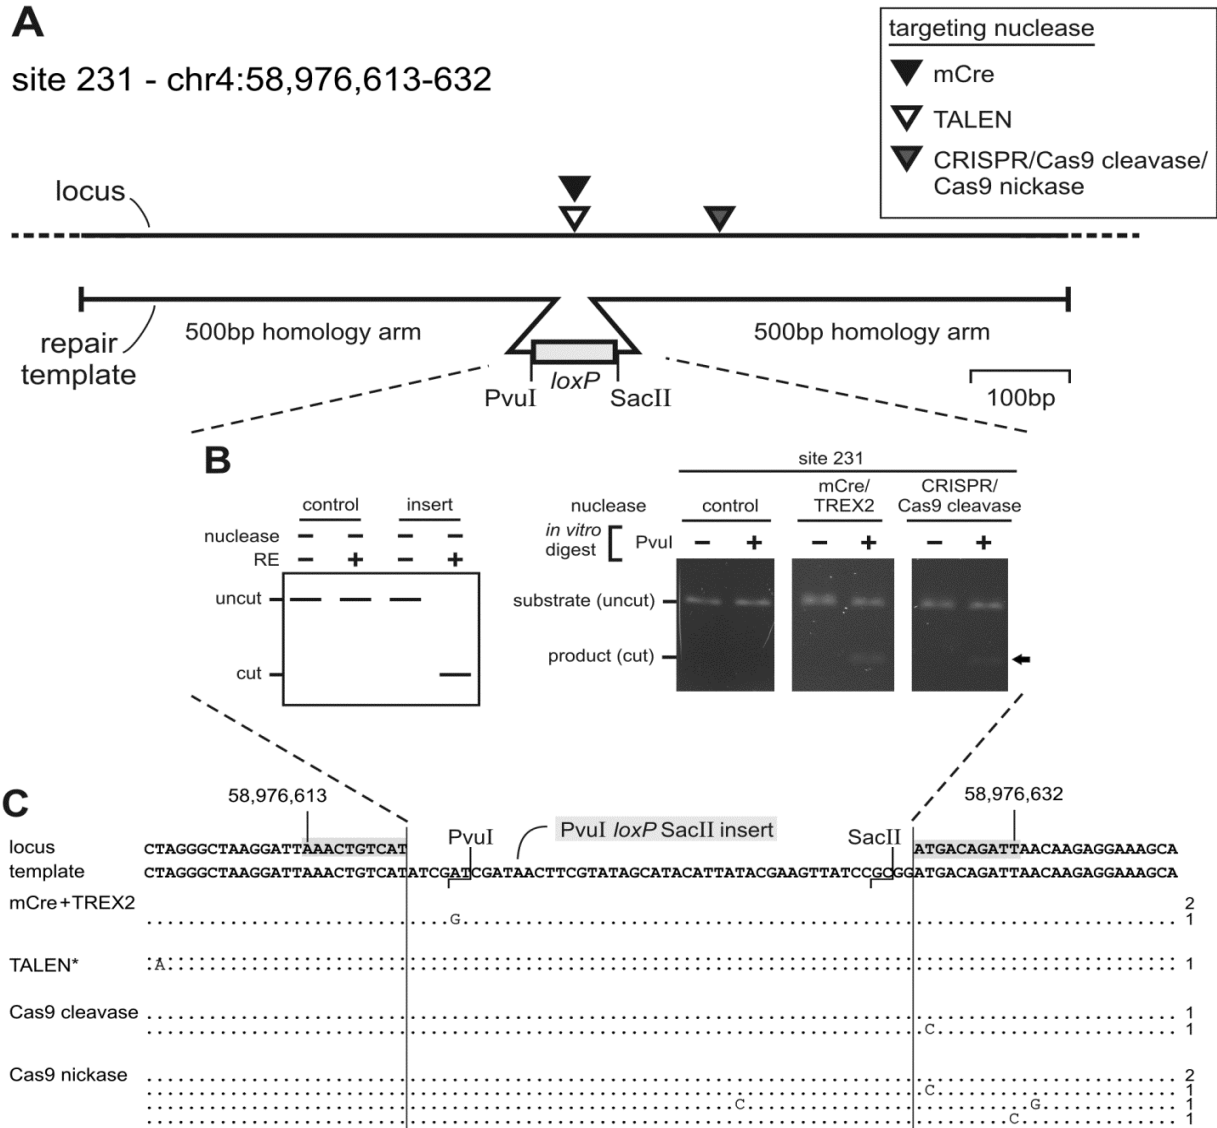 A
site 231 - chr4:58,976,613-632
targeting nuclease
mCre
TALEN
CRISPR/Cas9 cleavase/
Cas9 nickase
locus
repair
template
500bp homology arm
500bp homology arm
loxP
PvuI
SacII
100bp
B
control
insert
nuclease
− − − −
RE
− + − +
uncut
cut
site 231
nuclease
control
mCre/
TREX2
CRISPR/
Cas9 cleavase
in vitro
digest
PvuI
− + − + − +
substrate (uncut)
product (cut)
C
58,976,613
58,976,632
PvuI
PvuI loxP SacII insert
SacII
locus CTAGGGCTAAGGATTAAACTGTCAT ATGACAGATTAACAAGAGGAAAGCA
template CTAGGGCTAAGGATTAAACTGTCATATCGATCGATAACTTCGTATAGCATACATTATACGAAGTTATCCGCGGATGACAGATTAACAAGAGGAAAGCA
mCre+TREX2 2
G 1
TALEN* A 1
Cas9 cleavase 1
C 1
Cas9 nickase 2
C 1
C G 1
C 1